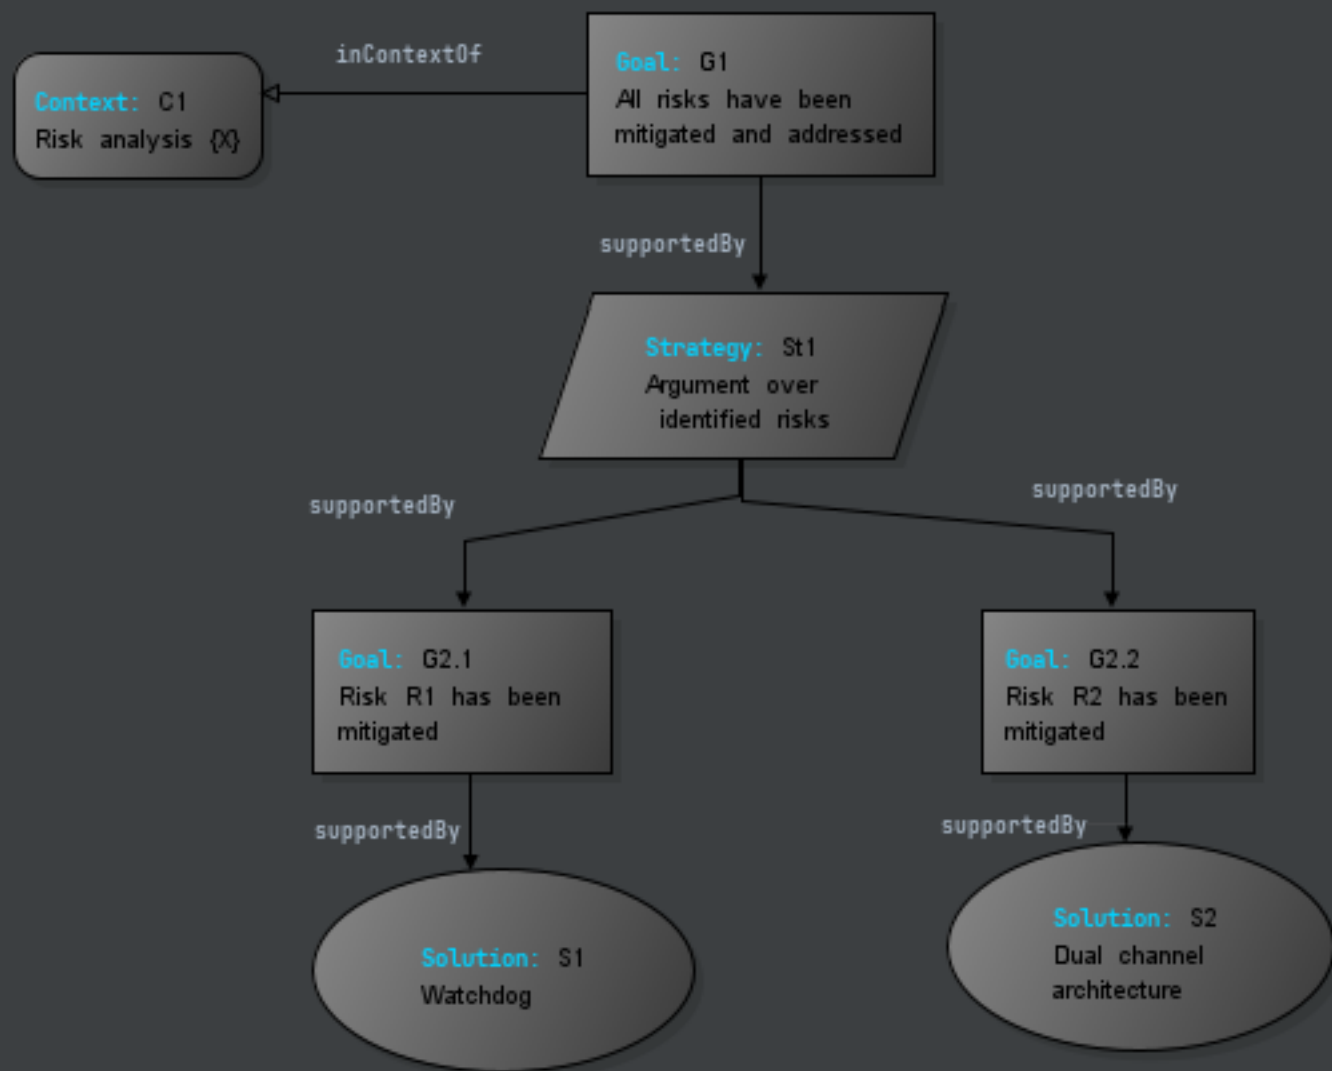 inContextOf
Goal: G1
All risks have been
mitigated and addressed
Context: C1
Risk analysis {X}
supportedBy
Strategy: St1
Argument over
identified risks
supportedBy
supportedBy
Goal: G2.1
Risk R1 has been
mitigated
Goal: G2.2
Risk R2 has been
mitigated
supportedBy
supportedBy
Solution: S1
Watchdog
Solution: S2
Dual channel
architecture